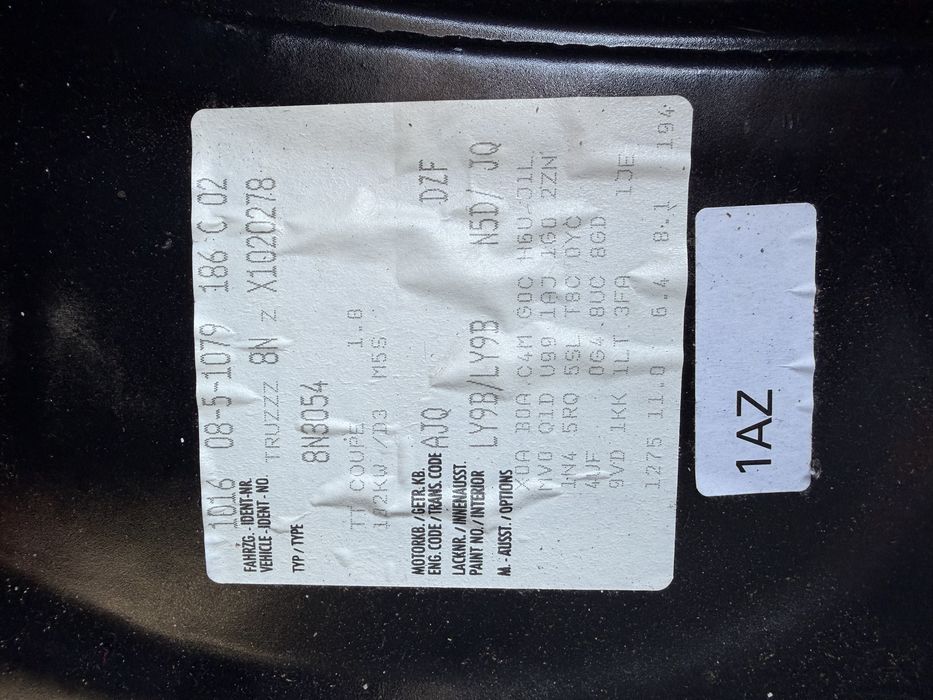 1016 08-5-1079 186 C 02
FAHRZG.-IDENT-NR.
VEHICLE-IDENT-NO. TRUZZZ 8N Z X1020278
TYP / TYPE 8N3054
TT COUPE 1.8
132KW /D3 M5S
MOTORKB. / GETR.KB.
ENG. CODE / TRANS. CODE AJQ DZF
LACKNR. / INNENAUSST.
PAINT NO. / INTERIOR LY9B/LY9B N5D/ JQ
M.-AUSST. / OPTIONS
X0A B0A C4M G0C H6U J1L
MV0 Q1D U99 1AJ 1G0 2ZN
1N4 5RQ 5SL T8C 0YC
4UF 0G4 8UC 8GD
9VD 1KK 1LT 3FA 1JE
1275 11.0 6.4 8.1 194
1AZ